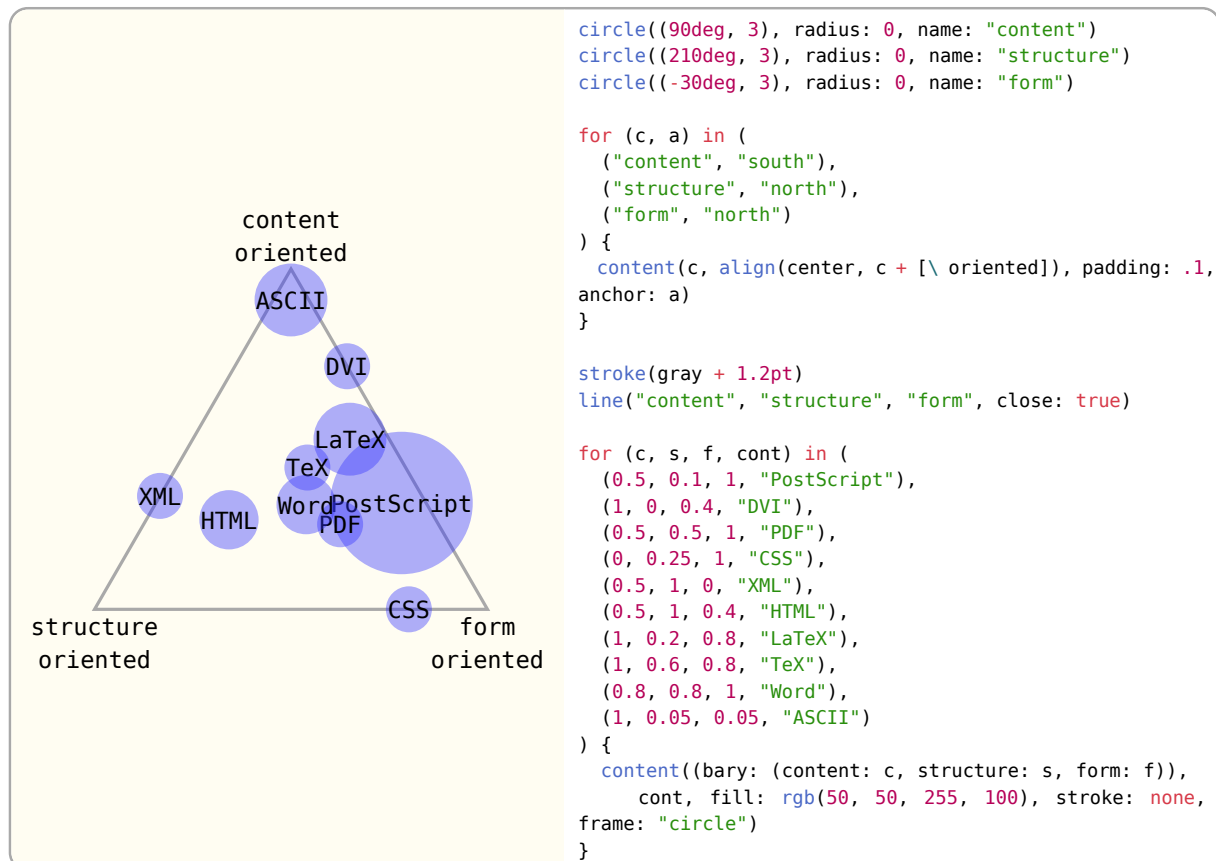 content
oriented
ASCII
DVI
LaTeX
TeX
XML
Word
PostScript
HTML
PDF
CSS
structure
oriented
form
oriented
circle((90deg, 3), radius: 0, name: "content")
circle((210deg, 3), radius: 0, name: "structure")
circle((-30deg, 3), radius: 0, name: "form")
for (c, a) in (
("content", "south"),
("structure", "north"),
("form", "north")
) {
content(c, align(center, c + [\ oriented]), padding: .1,
anchor: a)
}
stroke(gray + 1.2pt)
line("content", "structure", "form", close: true)
for (c, s, f, cont) in (
(0.5, 0.1, 1, "PostScript"),
(1, 0, 0.4, "DVI"),
(0.5, 0.5, 1, "PDF"),
(0, 0.25, 1, "CSS"),
(0.5, 1, 0, "XML"),
(0.5, 1, 0.4, "HTML"),
(1, 0.2, 0.8, "LaTeX"),
(1, 0.6, 0.8, "TeX"),
(0.8, 0.8, 1, "Word"),
(1, 0.05, 0.05, "ASCII")
) {
content((bary: (content: c, structure: s, form: f)),
cont, fill: rgb(50, 50, 255, 100), stroke: none,
frame: "circle")
}